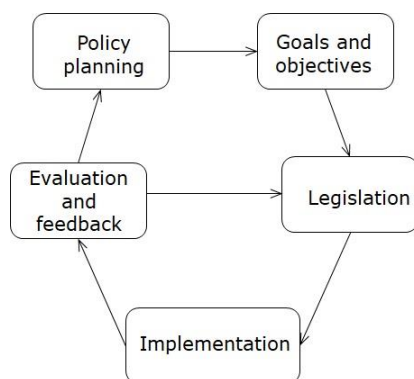 Policy
planning
Goals and
objectives
Evaluation
and
feedback
Legislation
Implementation